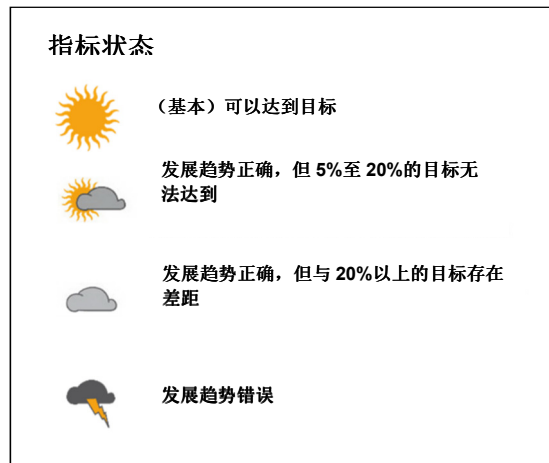 指标状态
（基本）可以达到目标
发展趋势正确，但 5%至 20%的目标无
法达到
发展趋势正确，但与 20%以上的目标存在
差距
发展趋势错误